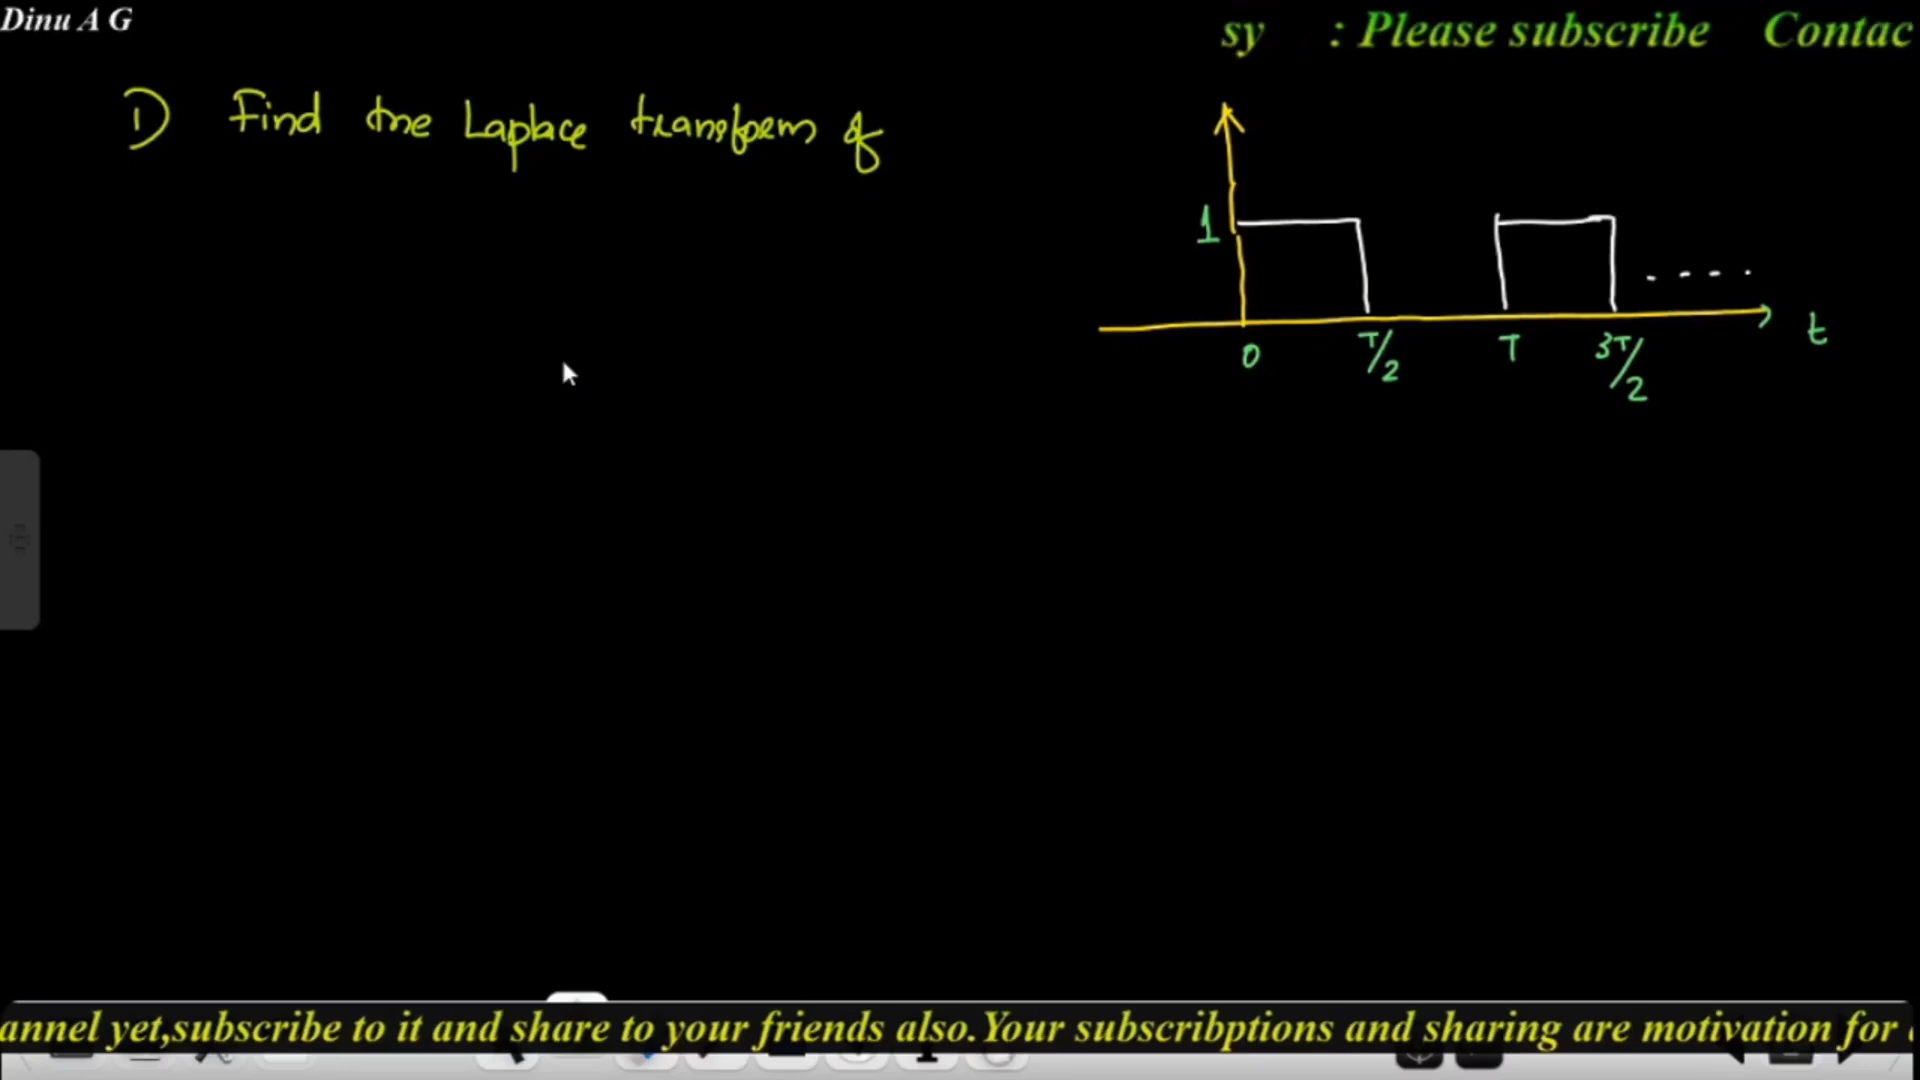 Dinu A G
sy : Please subscribe Contac
1) Find the Laplace transform of
1
0 T/2 T 3T/2 t
annel yet,subscribe to it and share to your friends also.Your subscribptions and sharing are motivation for